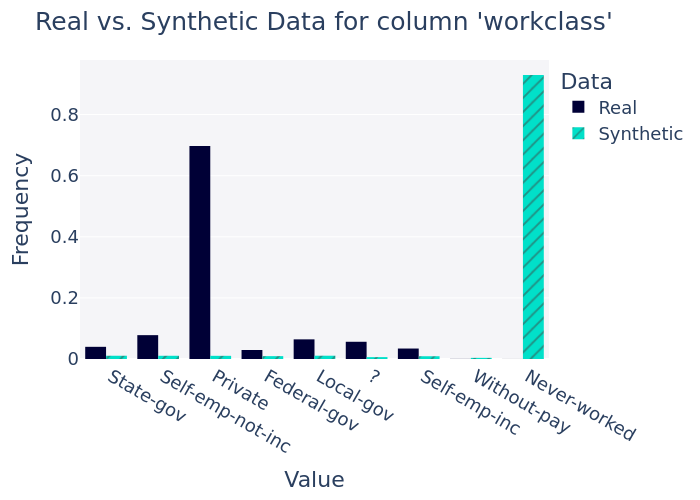 Real vs. Synthetic Data for column 'workclass'
Data
Real
Synthetic
Frequency
0.8
0.6
0.4
0.2
0
State-gov
Self-emp-not-inc
Private
Federal-gov
Local-gov
?
Self-emp-inc
Without-pay
Never-worked
Value